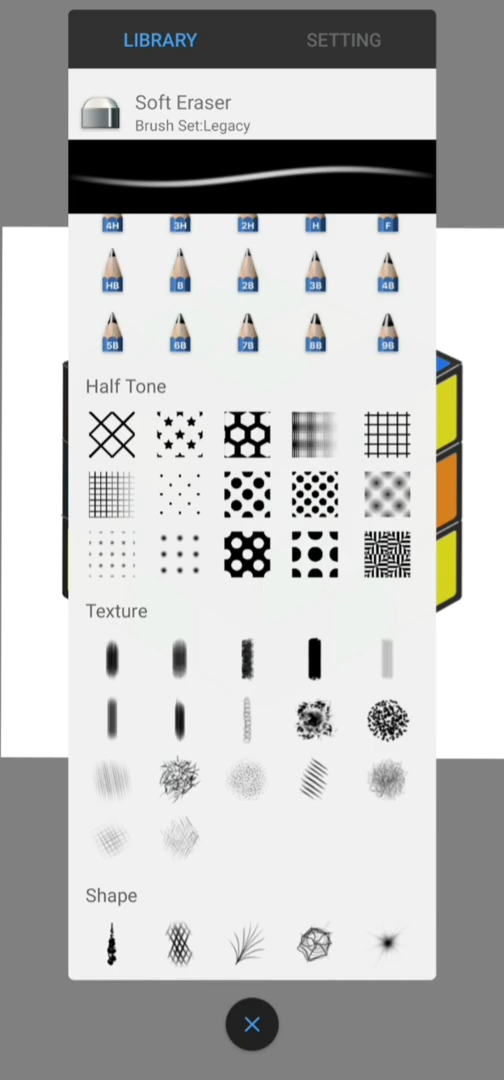 LIBRARY SETTING
Soft Eraser
Brush Set:Legacy
4H 3H 2H H F
HB B 2B 3B 4B
5B 6B 7B 8B 9B
Half Tone
Texture
Shape